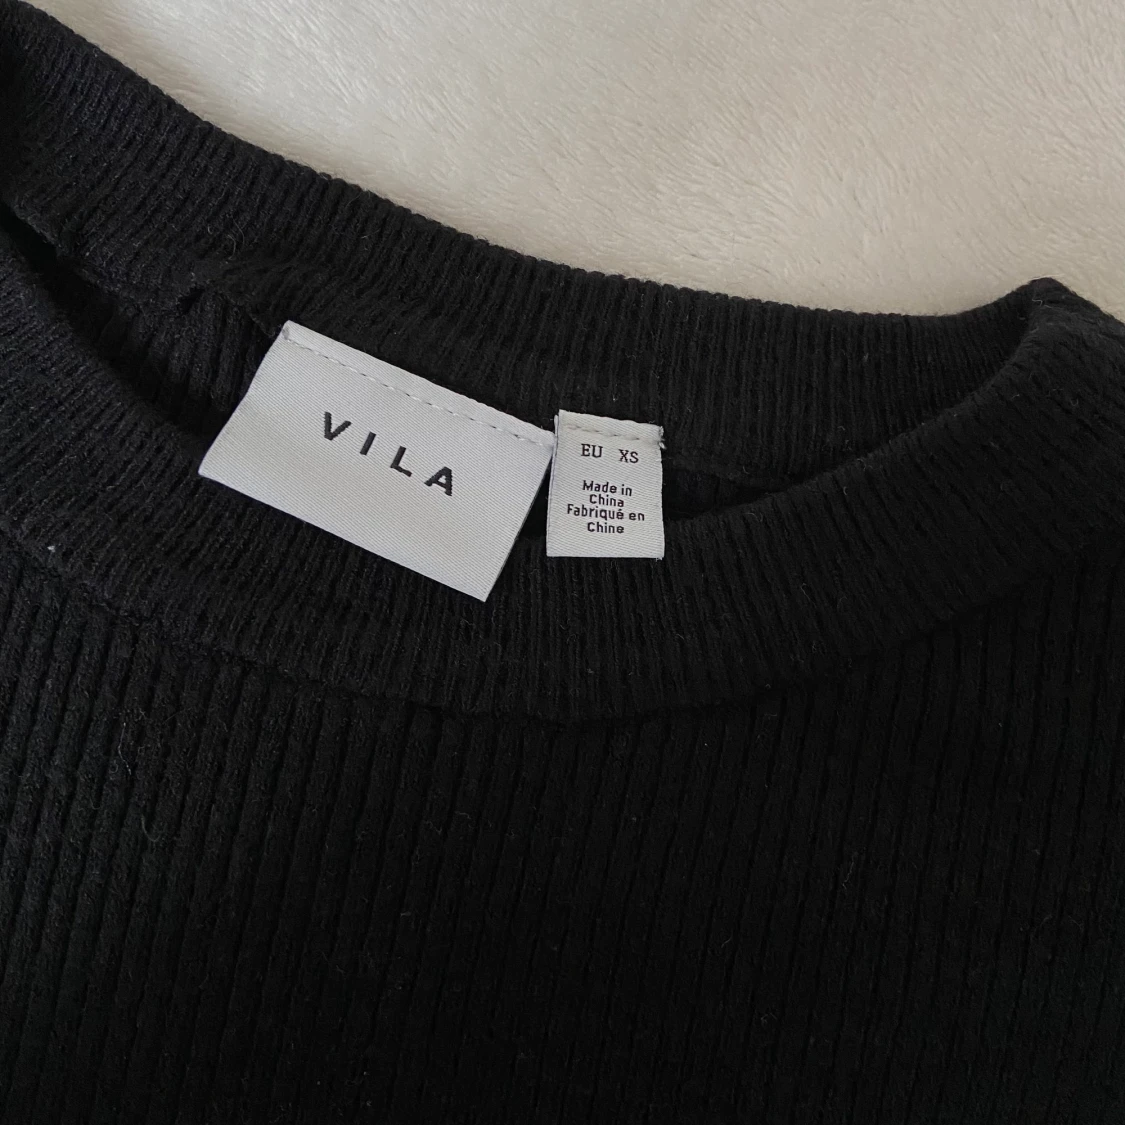 VILA
EU XS
Made in
China
Fabriqué en
Chine